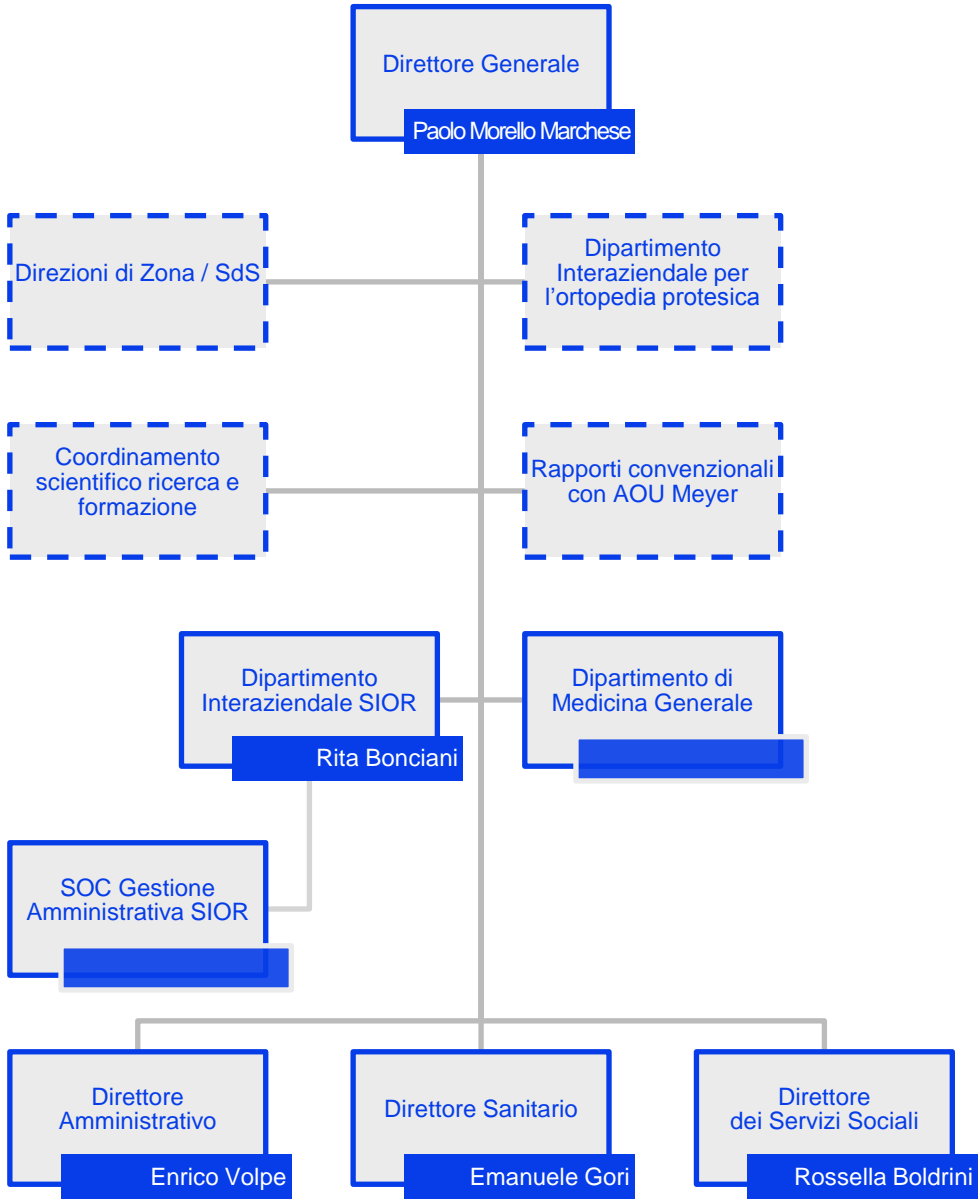 Direttore Generale
Paolo Morello Marchese
Direzioni di Zona / SdS
Dipartimento
Interaziendale per
l’ortopedia protesica
Coordinamento
scientifico ricerca e
formazione
Rapporti convenzionali
con AOU Meyer
Dipartimento
Interaziendale SIOR
Rita Bonciani
Dipartimento di
Medicina Generale
SOC Gestione
Amministrativa SIOR
Direttore
Amministrativo
Enrico Volpe
Direttore Sanitario
Emanuele Gori
Direttore
dei Servizi Sociali
Rossella Boldrini